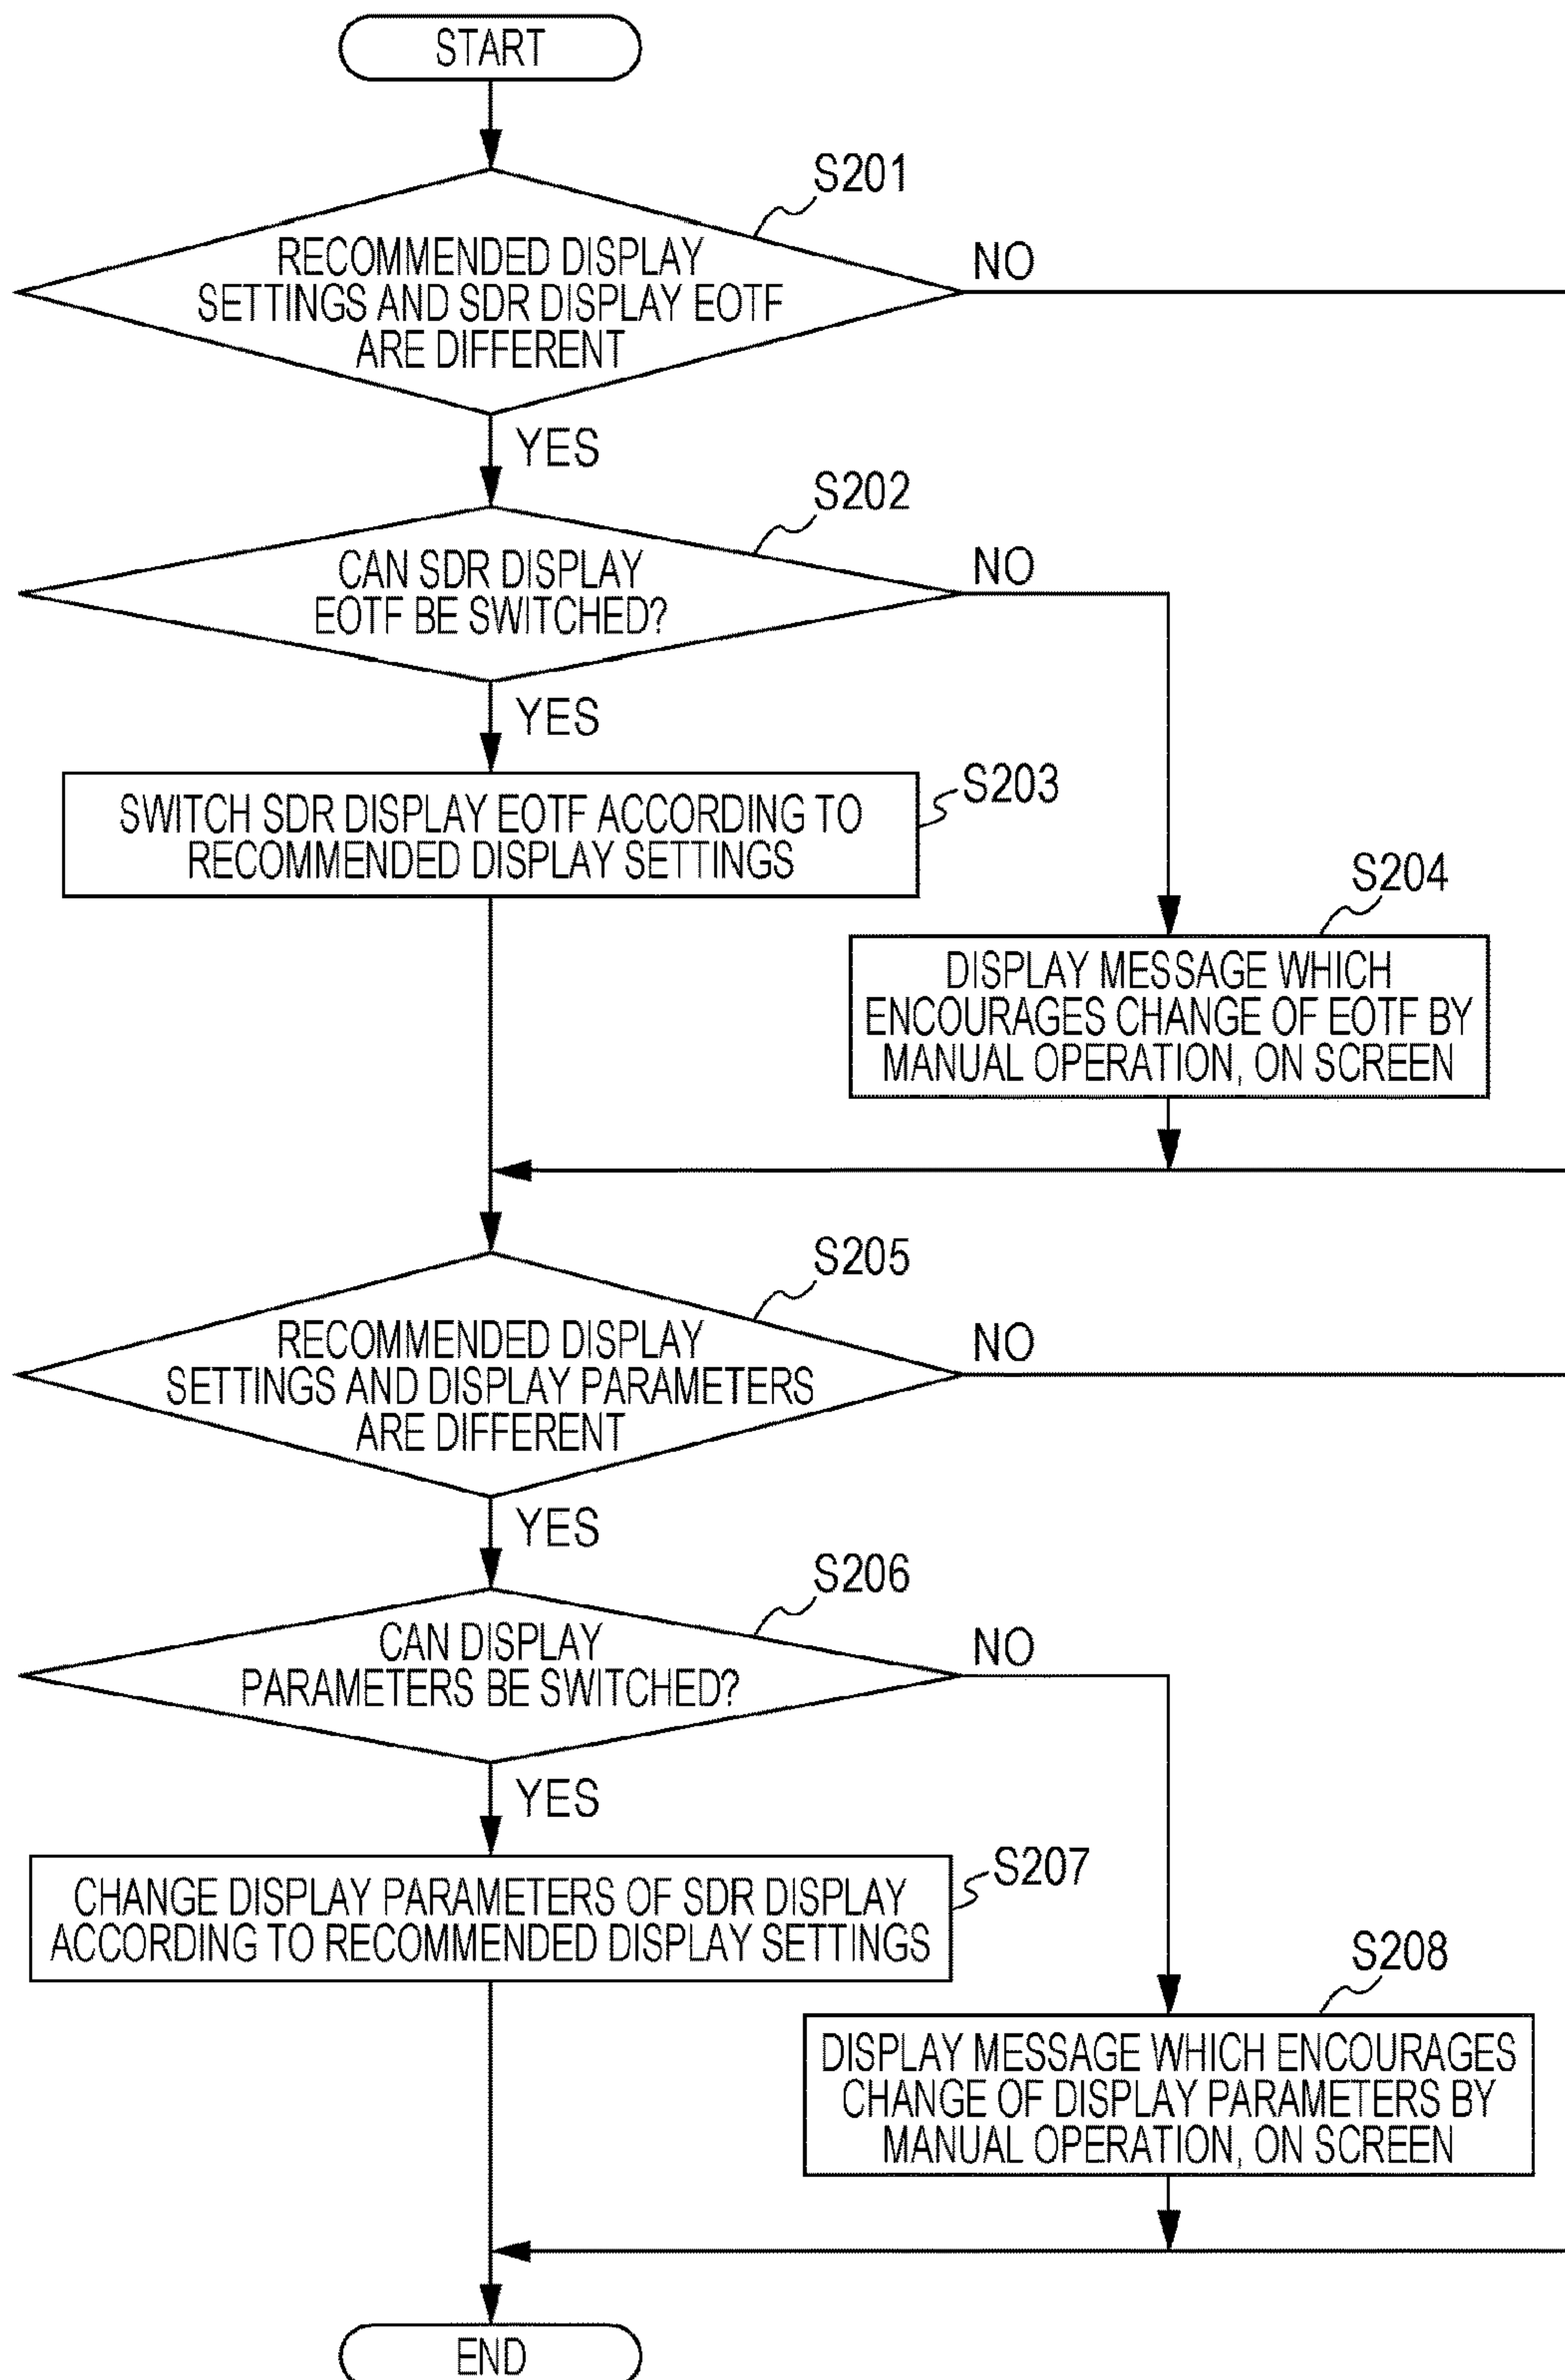 START
S201
RECOMMENDED DISPLAY
SETTINGS AND SDR DISPLAY EOTF
ARE DIFFERENT
NO
YES
S202
CAN SDR DISPLAY
EOTF BE SWITCHED?
NO
YES
S203
SWITCH SDR DISPLAY EOTF ACCORDING TO
RECOMMENDED DISPLAY SETTINGS
S204
DISPLAY MESSAGE WHICH
ENCOURAGES CHANGE OF EOTF BY
MANUAL OPERATION, ON SCREEN
S205
RECOMMENDED DISPLAY
SETTINGS AND DISPLAY PARAMETERS
ARE DIFFERENT
NO
YES
S206
CAN DISPLAY
PARAMETERS BE SWITCHED?
NO
YES
S207
CHANGE DISPLAY PARAMETERS OF SDR DISPLAY
ACCORDING TO RECOMMENDED DISPLAY SETTINGS
S208
DISPLAY MESSAGE WHICH ENCOURAGES
CHANGE OF DISPLAY PARAMETERS BY
MANUAL OPERATION, ON SCREEN
END